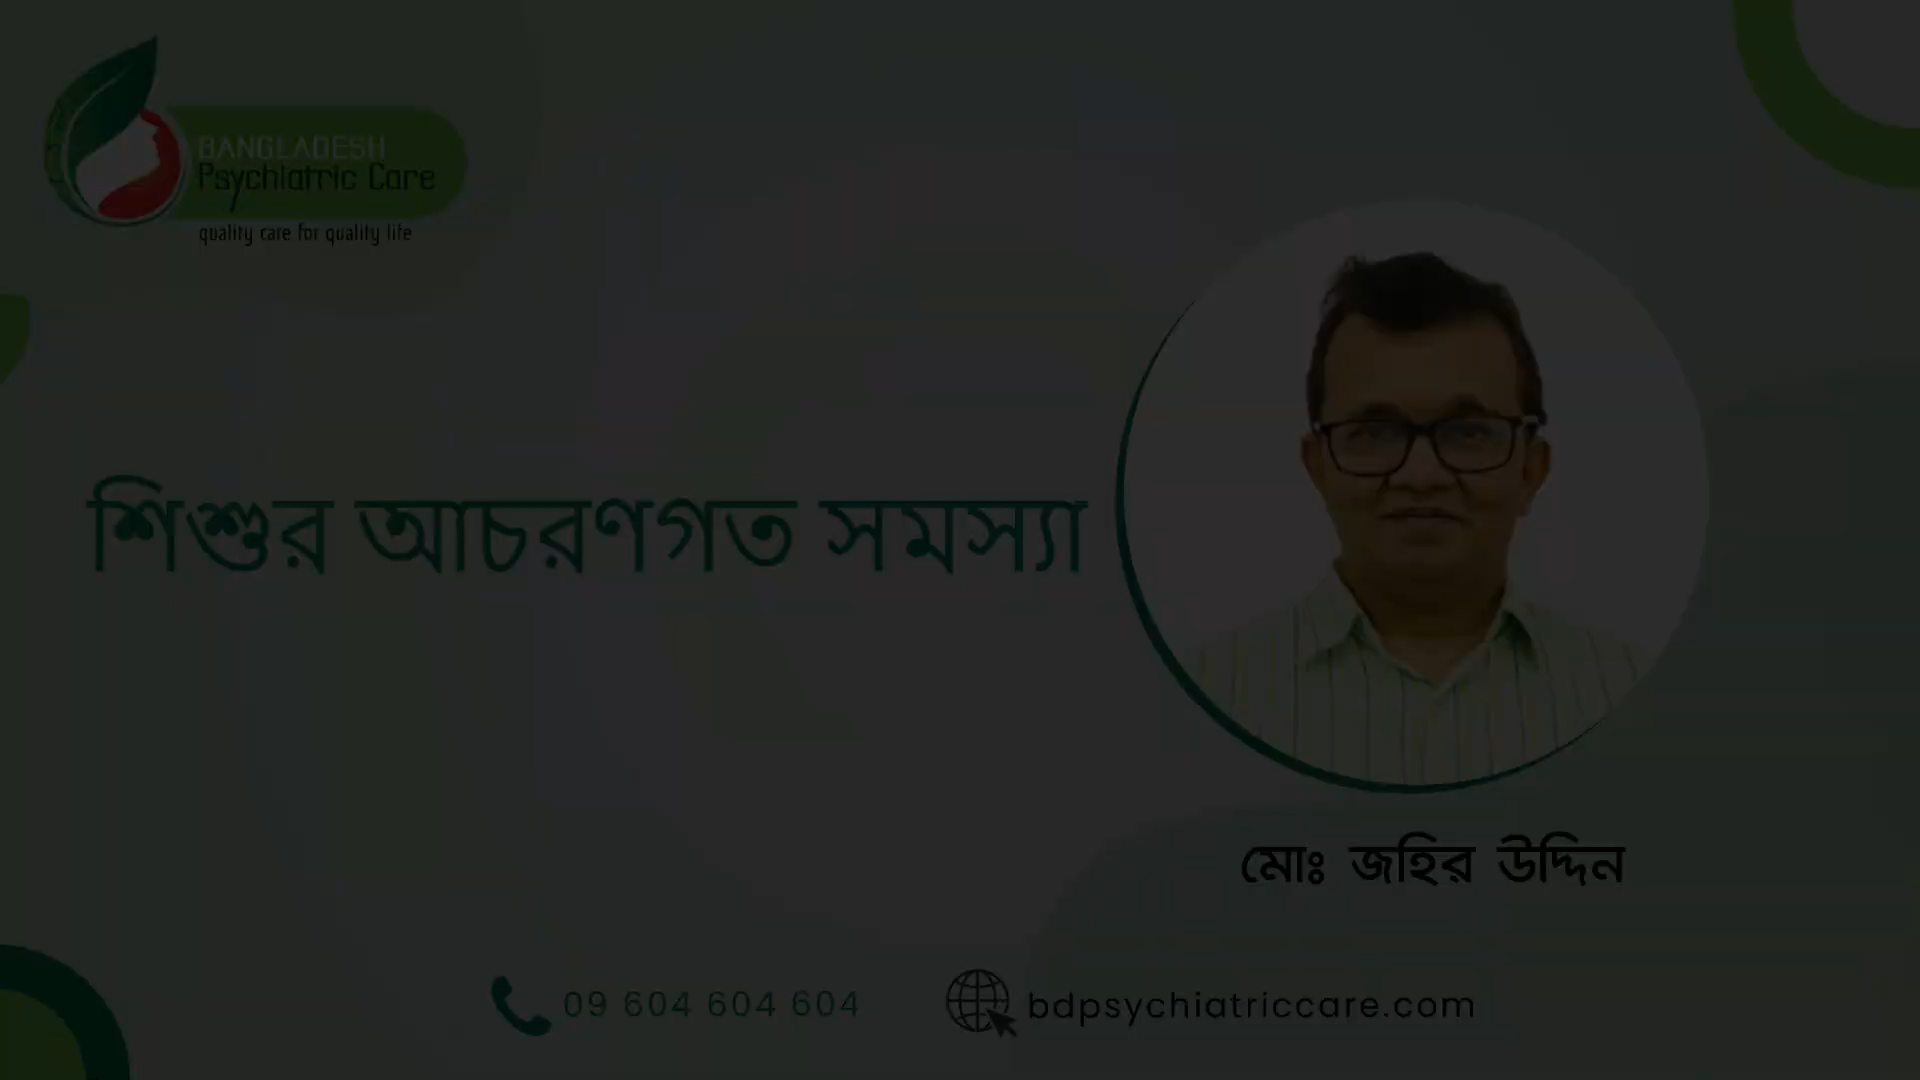 BANGLADESH
Psychiatric Care
quality care for quality life
শিশুর আচরণগত সমস্যা
মোঃ জহির উদ্দিন
09 604 604 604
bdpsychiatriccare.com